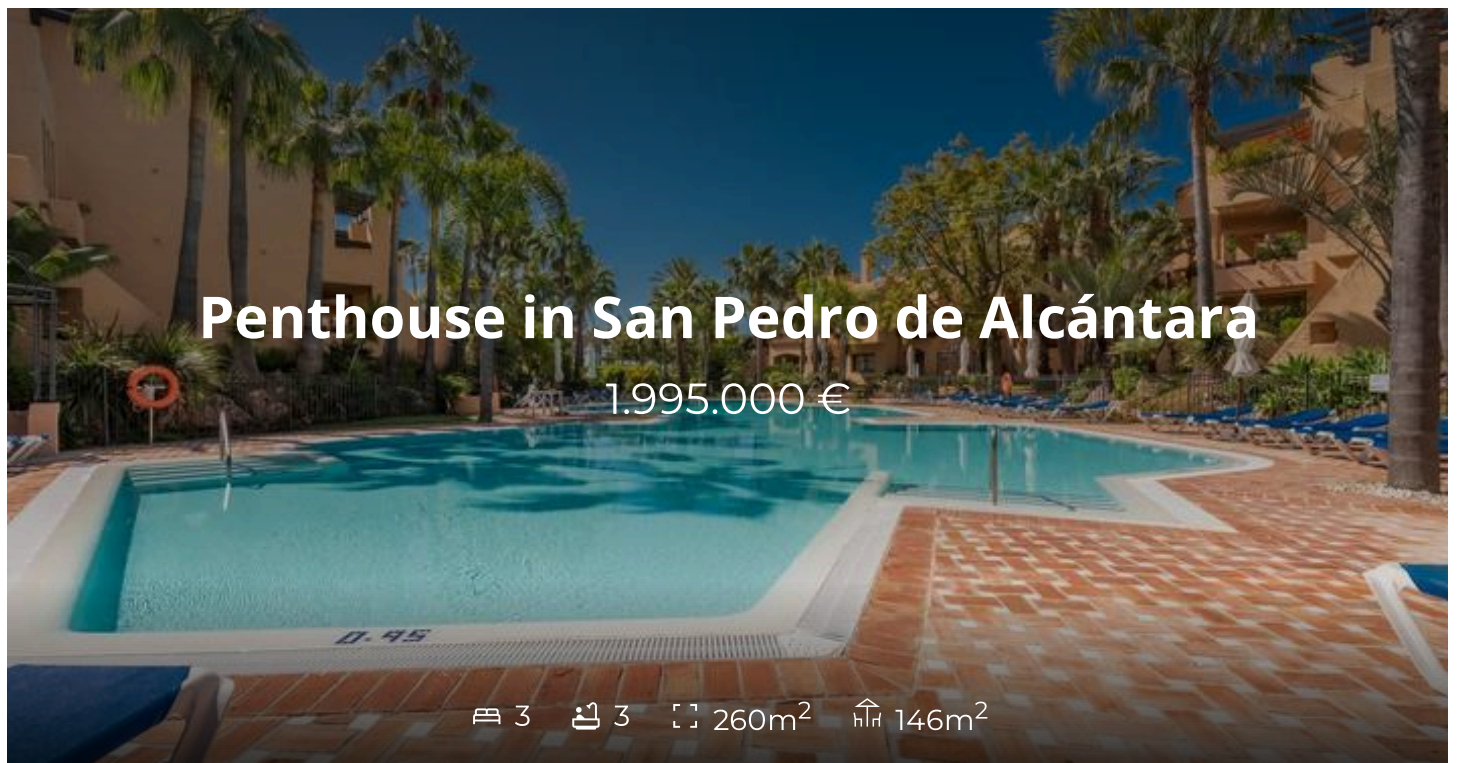 Penthouse in San Pedro de Alcántara
1.995.000 €
0.45
3 3 260m² 146m²